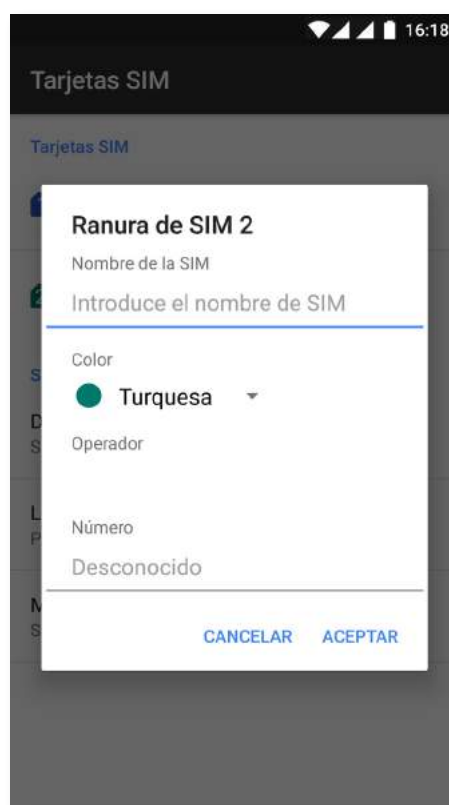 16:18
Tarjetas SIM
Tarjetas SIM
Ranura de SIM 2
Nombre de la SIM
Introduce el nombre de SIM
Color
Turquesa
Operador
Número
Desconocido
CANCELAR ACEPTAR